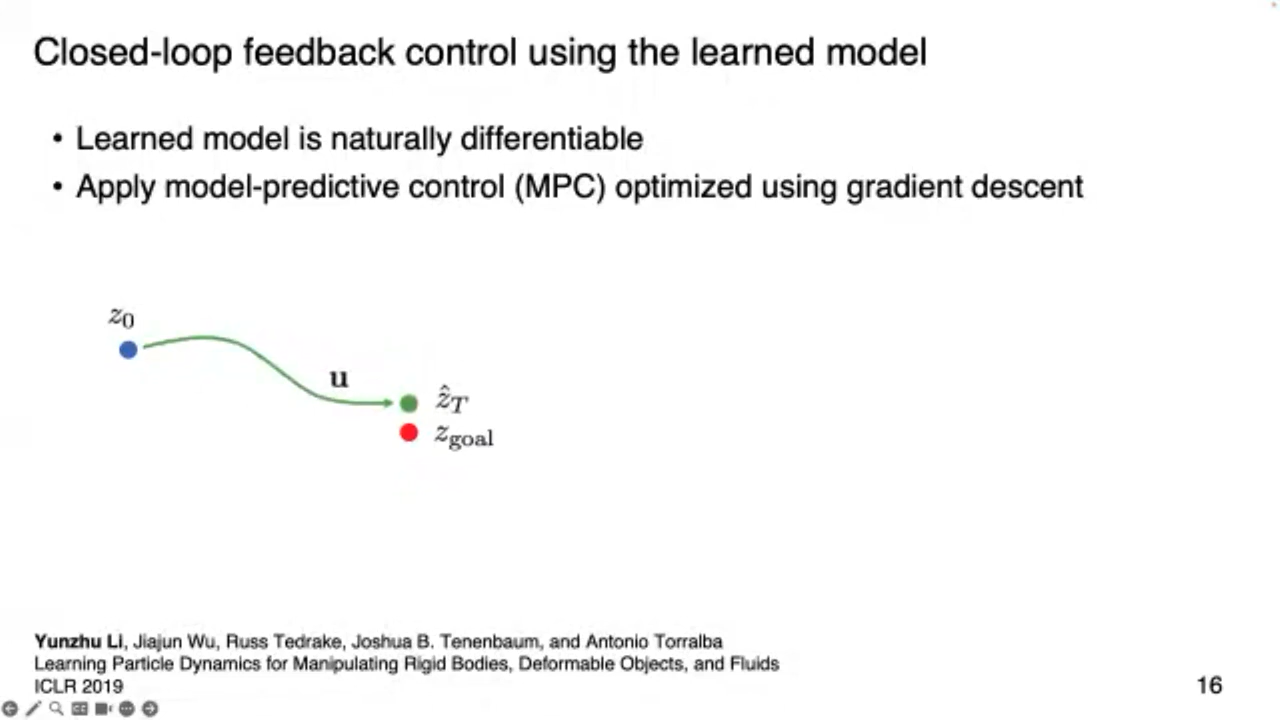 Closed-loop feedback control using the learned model
• Learned model is naturally differentiable
• Apply model-predictive control (MPC) optimized using gradient descent
z₀
u
ẑ_T
z_goal
Yunzhu Li, Jiajun Wu, Russ Tedrake, Joshua B. Tenenbaum, and Antonio Torralba
Learning Particle Dynamics for Manipulating Rigid Bodies, Deformable Objects, and Fluids
ICLR 2019
16